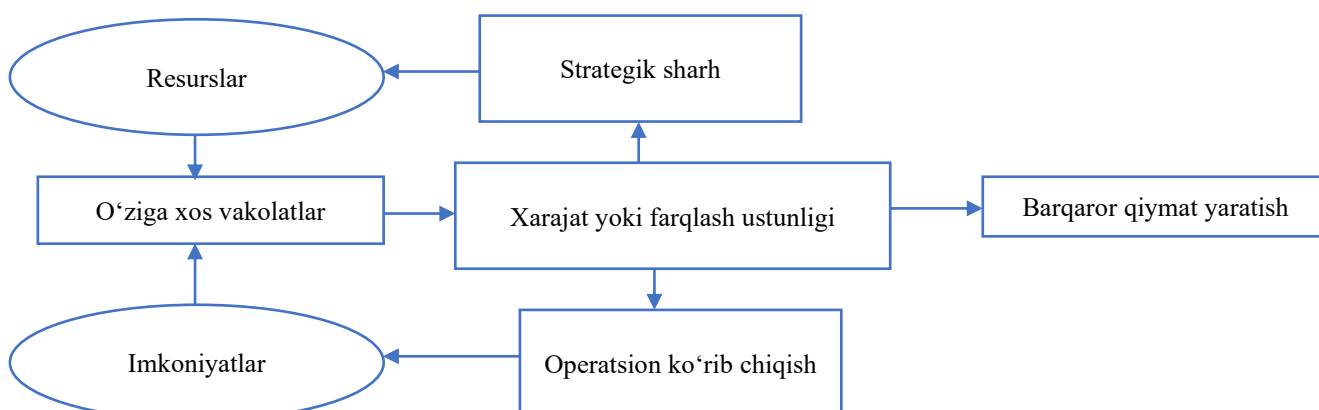 Resurslar
Strategik sharh
O‘ziga xos vakolatlar
Xarajat yoki farqlash ustunligi
Barqaror qiymat yaratish
Imkoniyatlar
Operatsion ko‘rib chiqish